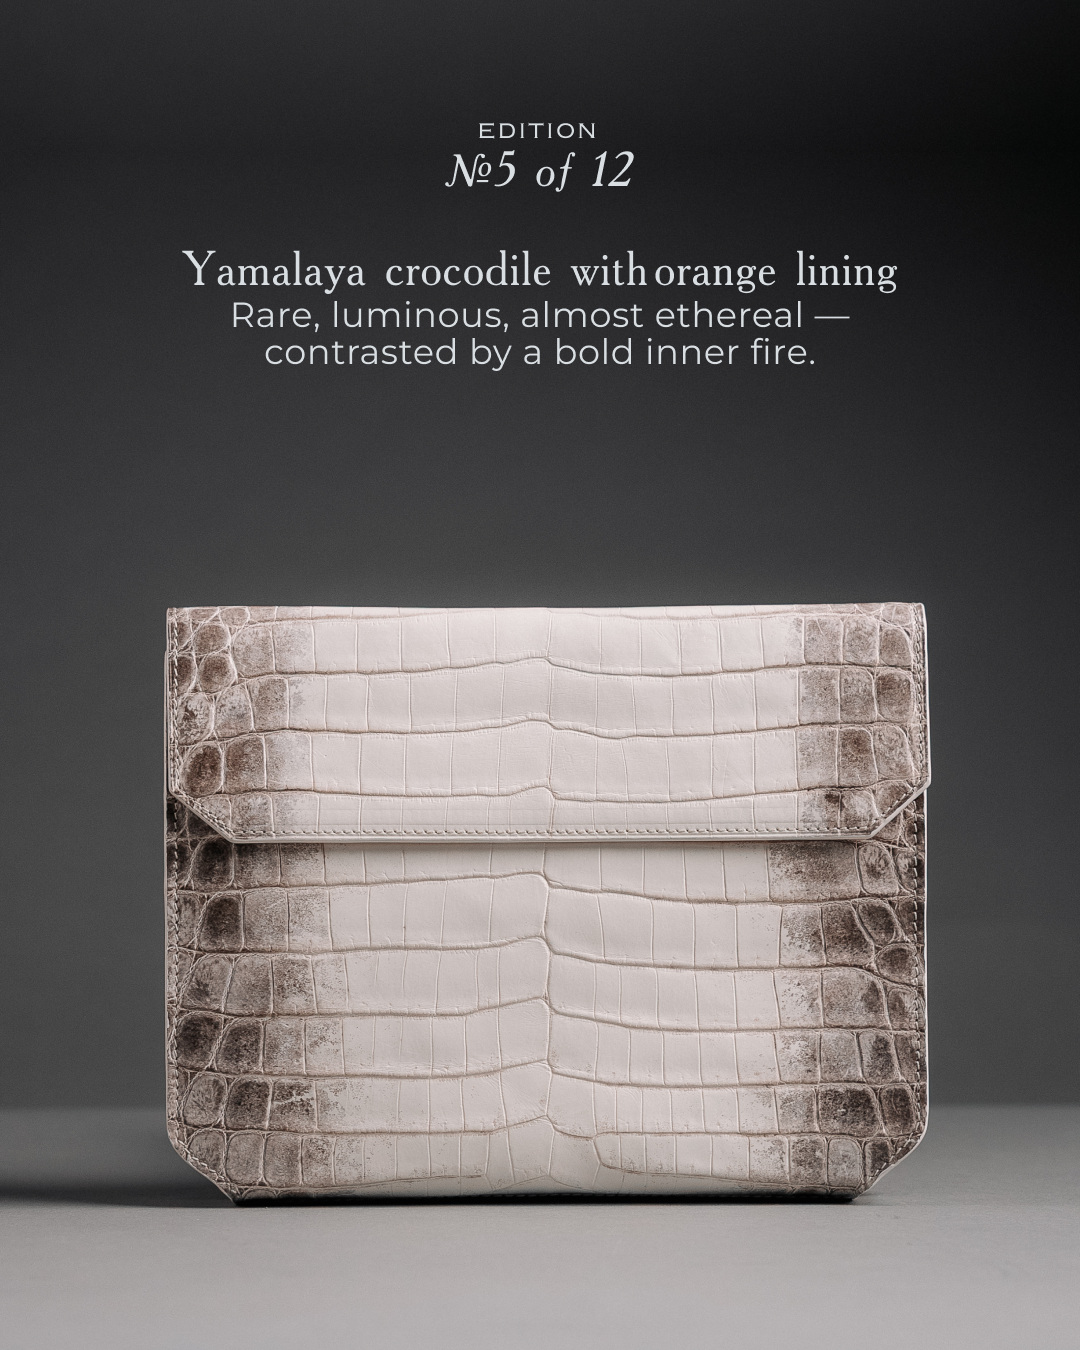 EDITION
№5 of 12
Yamalaya crocodile with orange lining
Rare, luminous, almost ethereal —
contrasted by a bold inner fire.